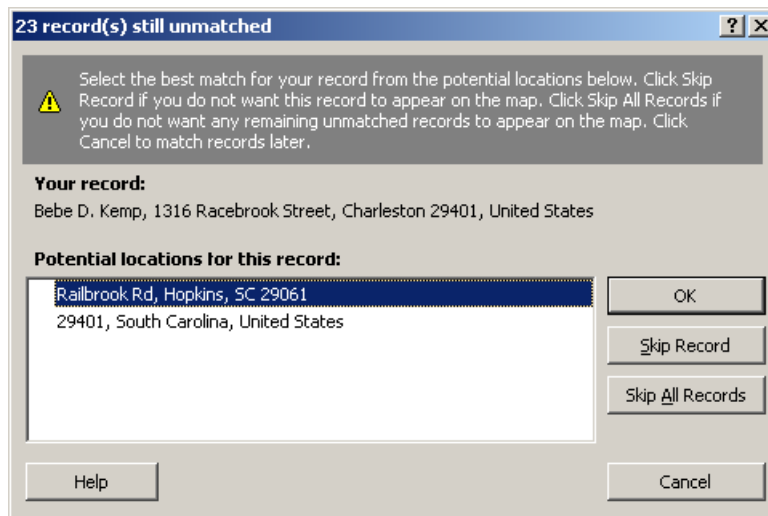 23 record(s) still unmatched
Select the best match for your record from the potential locations below. Click Skip
Record if you do not want this record to appear on the map. Click Skip All Records if
you do not want any remaining unmatched records to appear on the map. Click
Cancel to match records later.
Your record:
Bebe D. Kemp, 1316 Racebrook Street, Charleston 29401, United States
Potential locations for this record:
Railbrook Rd, Hopkins, SC 29061
29401, South Carolina, United States
OK
Skip Record
Skip All Records
Help
Cancel